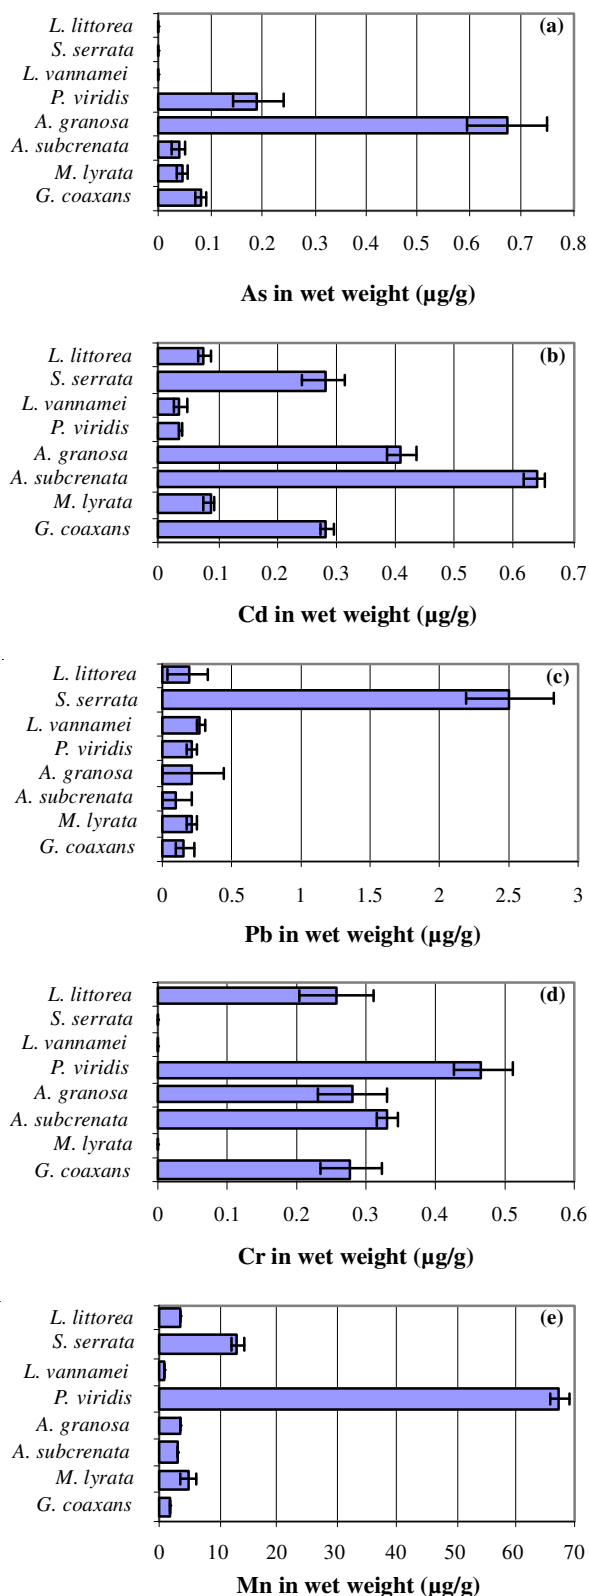 (a)
L. littorea
S. serrata
L. vannamei
P. viridis
A. granosa
A. subcrenata
M. lyrata
G. coaxans
0 0.1 0.2 0.3 0.4 0.5 0.6 0.7 0.8
As in wet weight (µg/g)
(b)
L. littorea
S. serrata
L. vannamei
P. viridis
A. granosa
A. subcrenata
M. lyrata
G. coaxans
0 0.1 0.2 0.3 0.4 0.5 0.6 0.7
Cd in wet weight (µg/g)
(c)
L. littorea
S. serrata
L. vannamei
P. viridis
A. granosa
A. subcrenata
M. lyrata
G. coaxans
0 0.5 1 1.5 2 2.5 3
Pb in wet weight (µg/g)
(d)
L. littorea
S. serrata
L. vannamei
P. viridis
A. granosa
A. subcrenata
M. lyrata
G. coaxans
0 0.1 0.2 0.3 0.4 0.5 0.6
Cr in wet weight (µg/g)
(e)
L. littorea
S. serrata
L. vannamei
P. viridis
A. granosa
A. subcrenata
M. lyrata
G. coaxans
0 10 20 30 40 50 60 70
Mn in wet weight (µg/g)